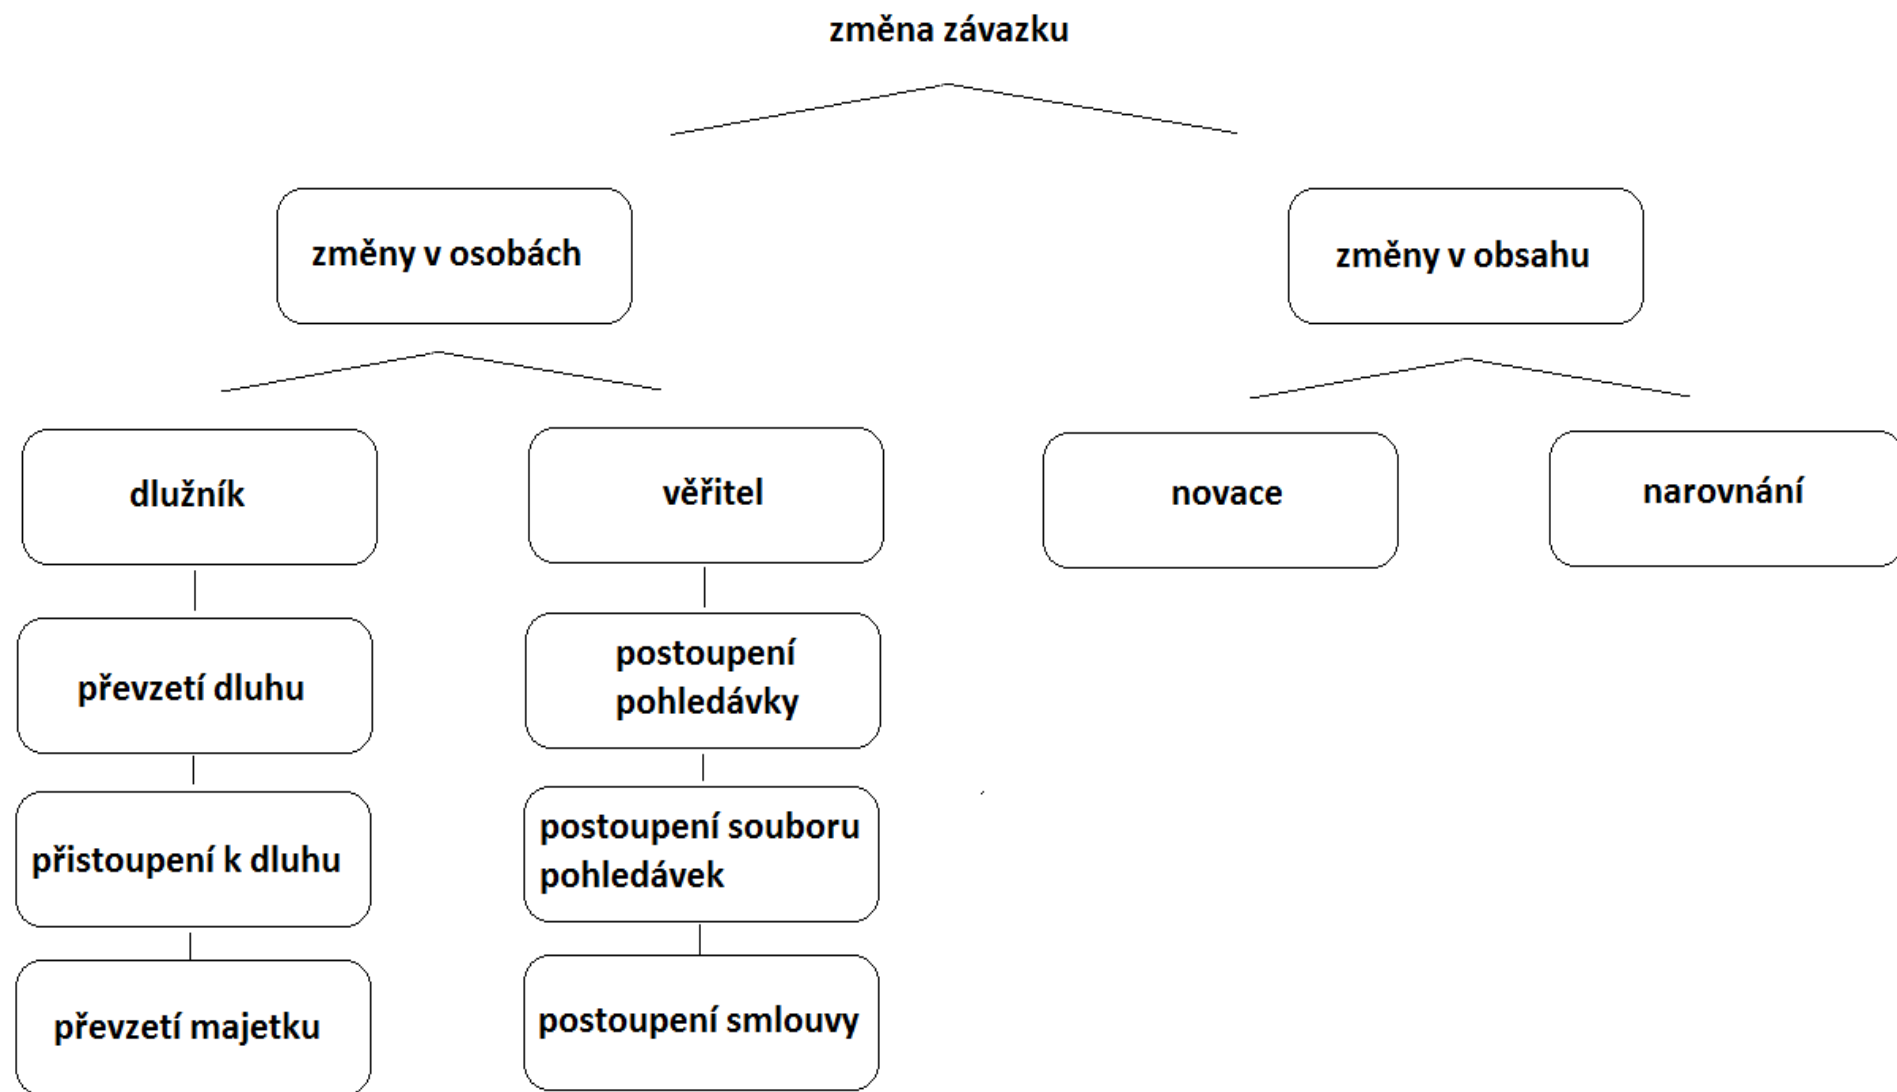 změna závazku
změny v osobách
změny v obsahu
dlužník
věřitel
novace
narovnání
převzetí dluhu
postoupení
pohledávky
přistoupení k dluhu
postoupení souboru
pohledávek
převzetí majetku
postoupení smlouvy